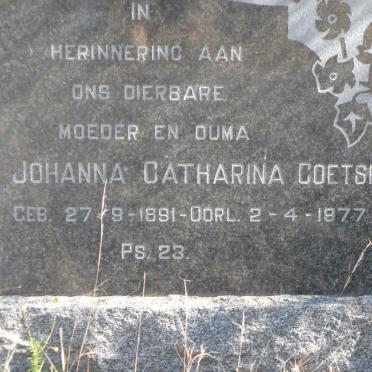 IN
HERINNERING AAN
ONS DIERBARE
MOEDER EN OUMA
JOHANNA CATHARINA
GEB. 27-9-1891-OORL. 2-4-1977
PS. 23.